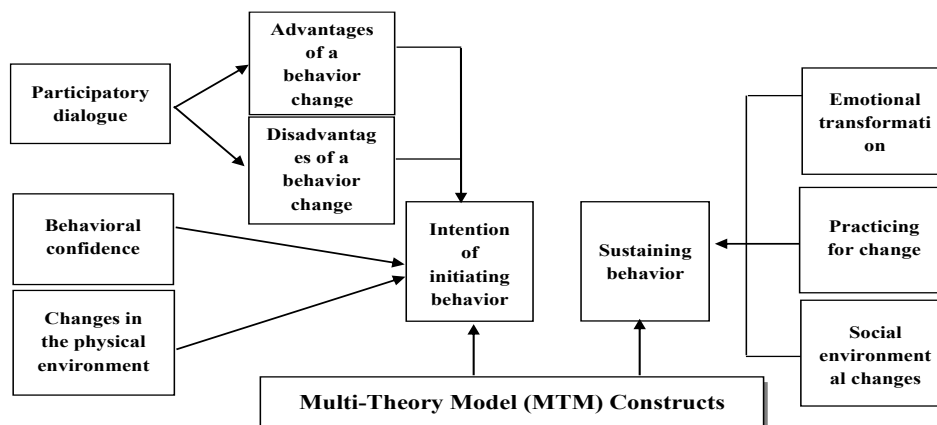 Participatory
dialogue
Advantages
of a
behavior
change
Disadvantag
es of a
behavior
change
Behavioral
confidence
Changes in
the physical
environment
Intention
of
initiating
behavior
Sustaining
behavior
Emotional
transformati
on
Practicing
for change
Social
environment
al changes
Multi-Theory Model (MTM) Constructs